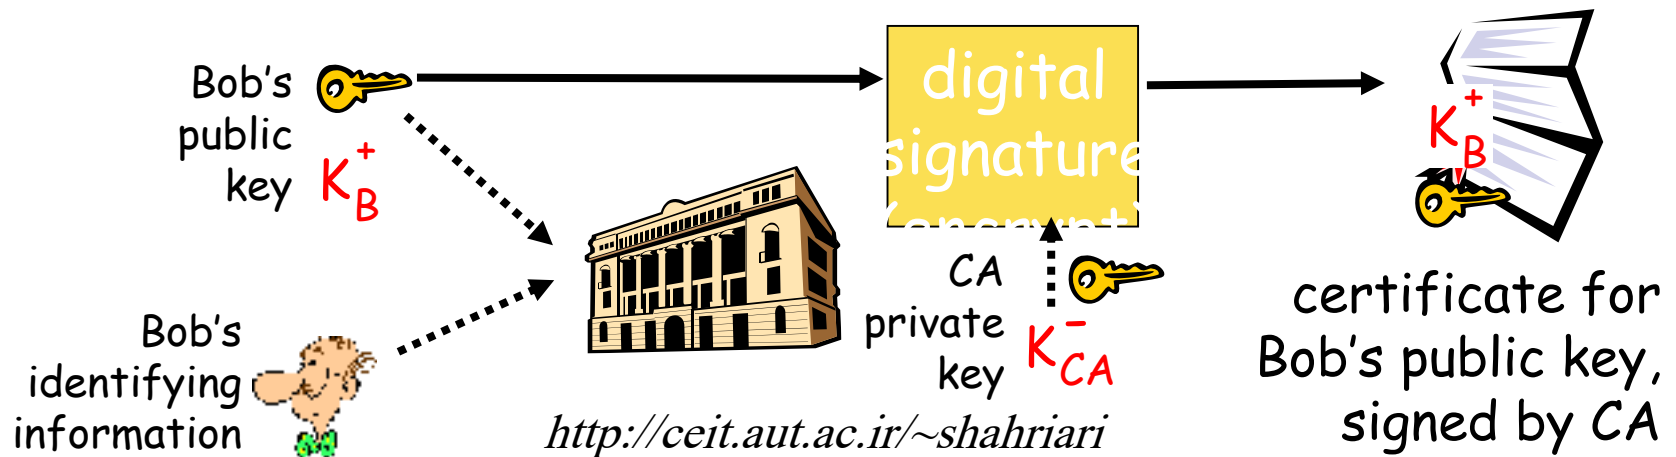 Bob’s
public
key
K+B
digital
signature
(encrypt)
K+B
CA
private
key
K-CA
certificate for
Bob’s public key,
signed by CA
Bob’s
identifying
information
http://ceit.aut.ac.ir/~shahriari